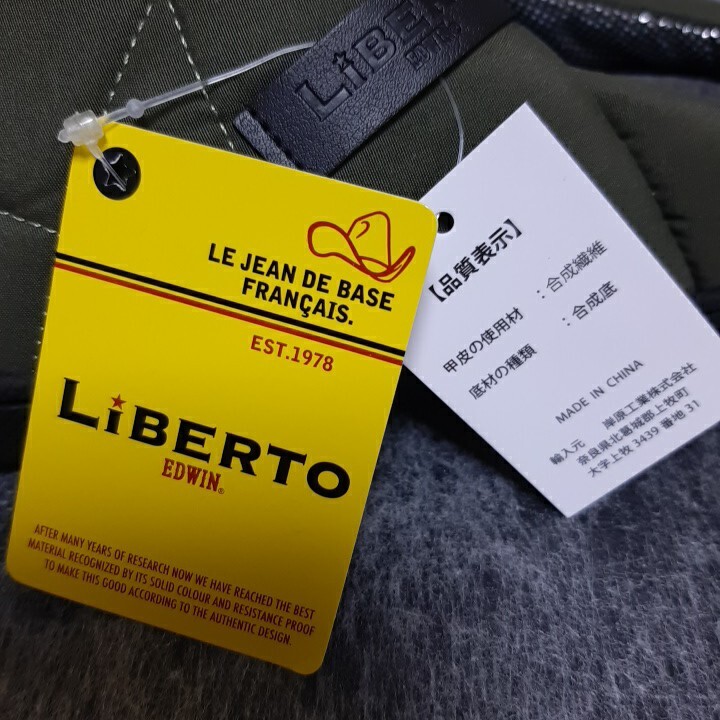 LiBE
ED
LE JEAN DE BASE
FRANÇAIS.
EST.1978
LiBERTO
EDWIN®
AFTER MANY YEARS OF RESEARCH NOW WE HAVE REACHED THE BEST
MATERIAL RECOGNIZED BY ITS SOLID COLOUR AND RESISTANCE PROOF
TO MAKE THIS GOOD ACCORDING TO THE AUTHENTIC DESIGN.
【品質表示】
甲皮の使用材 :合成繊維
底材の種類 :合成底
MADE IN CHINA
輸入元 岸原工業株式会社
奈良県北葛城郡上牧町
大字上牧 3439 番地 31